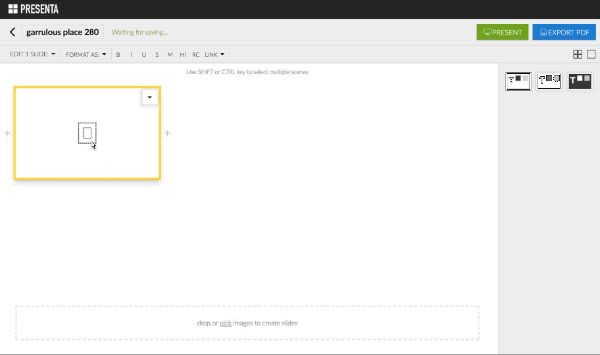 PRESENTA
garrulous place 280 Waiting for saving... PRESENT EXPORT PDF
EDIT 1 SLIDE: FORMAT AS: B I U S M HI RC LINK
Use SHIFT or CTRL key to select multiple scenes
+ +
T T T
drop or pick images to create slides